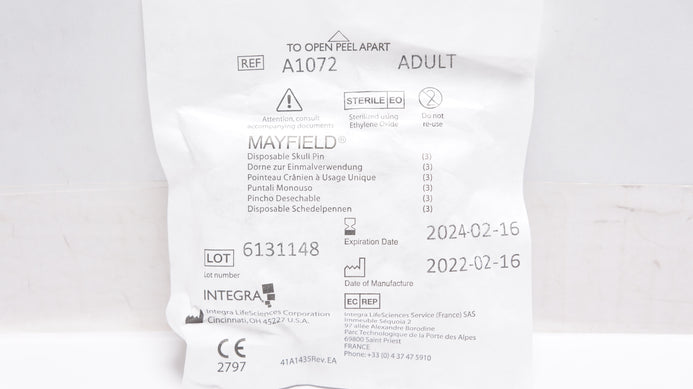 TO OPEN PEEL APART
REF A1072 ADULT
STERILE EO
Attention, consult accompanying documents
Sterilized using Ethylene Oxide
Do not re-use
MAYFIELD®
Disposable Skull Pin (3)
Dorne zur Einmalverwendung (3)
Pointeau Crânien à Usage Unique (3)
Puntali Monouso (3)
Pincho Desechable (3)
Disposable Schedelpennen (3)
LOT 6131148
Lot number
Expiration Date 2024-02-16
Date of Manufacture 2022-02-16
INTEGRA
Integra LifeSciences Corporation
Cincinnati, OH 45227 U.S.A.
EC REP
Integra LifeSciences Service (France) SAS
Immeuble Séquoia 2
97 allée Alexandre Borodine
Parc Technologique de la Porte des Alpes
69800 Saint Priest
FRANCE
Phone: +33 (0) 4 37 47 5910
CE
2797
41A1435Rev.EA